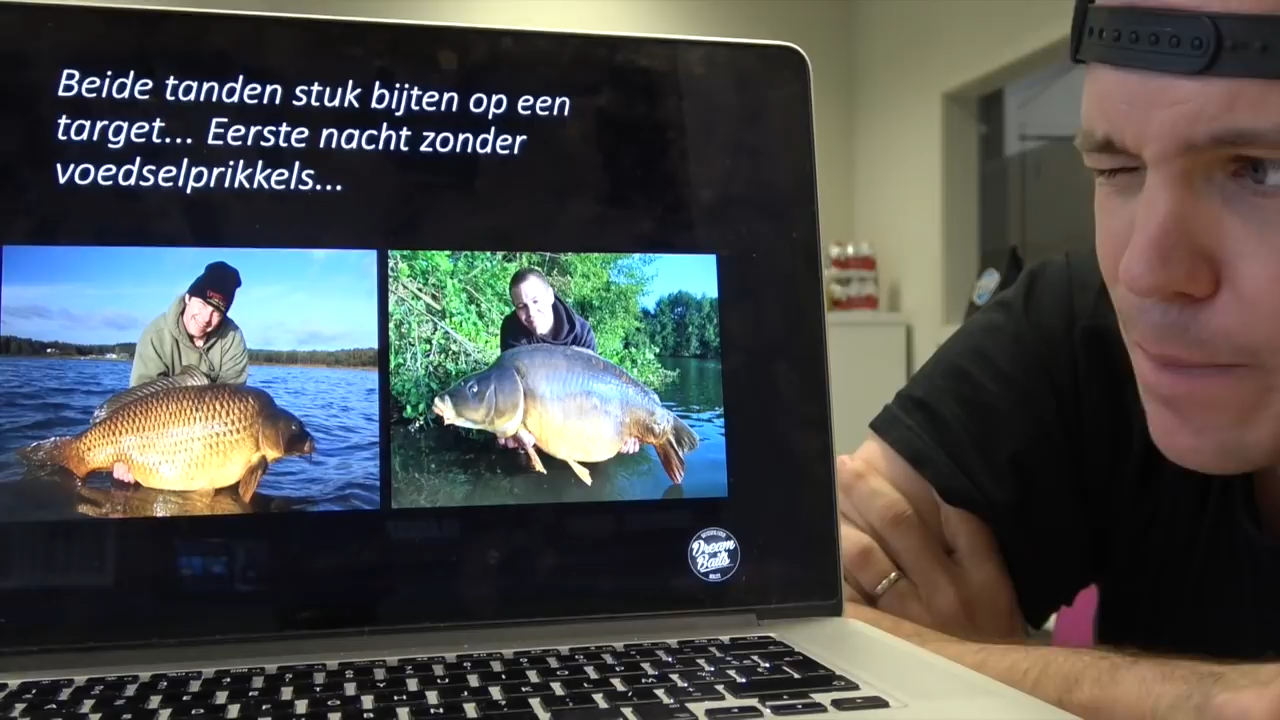 Beide tanden stuk bijten op een
target... Eerste nacht zonder
voedselprikkels...
Dream
Baits